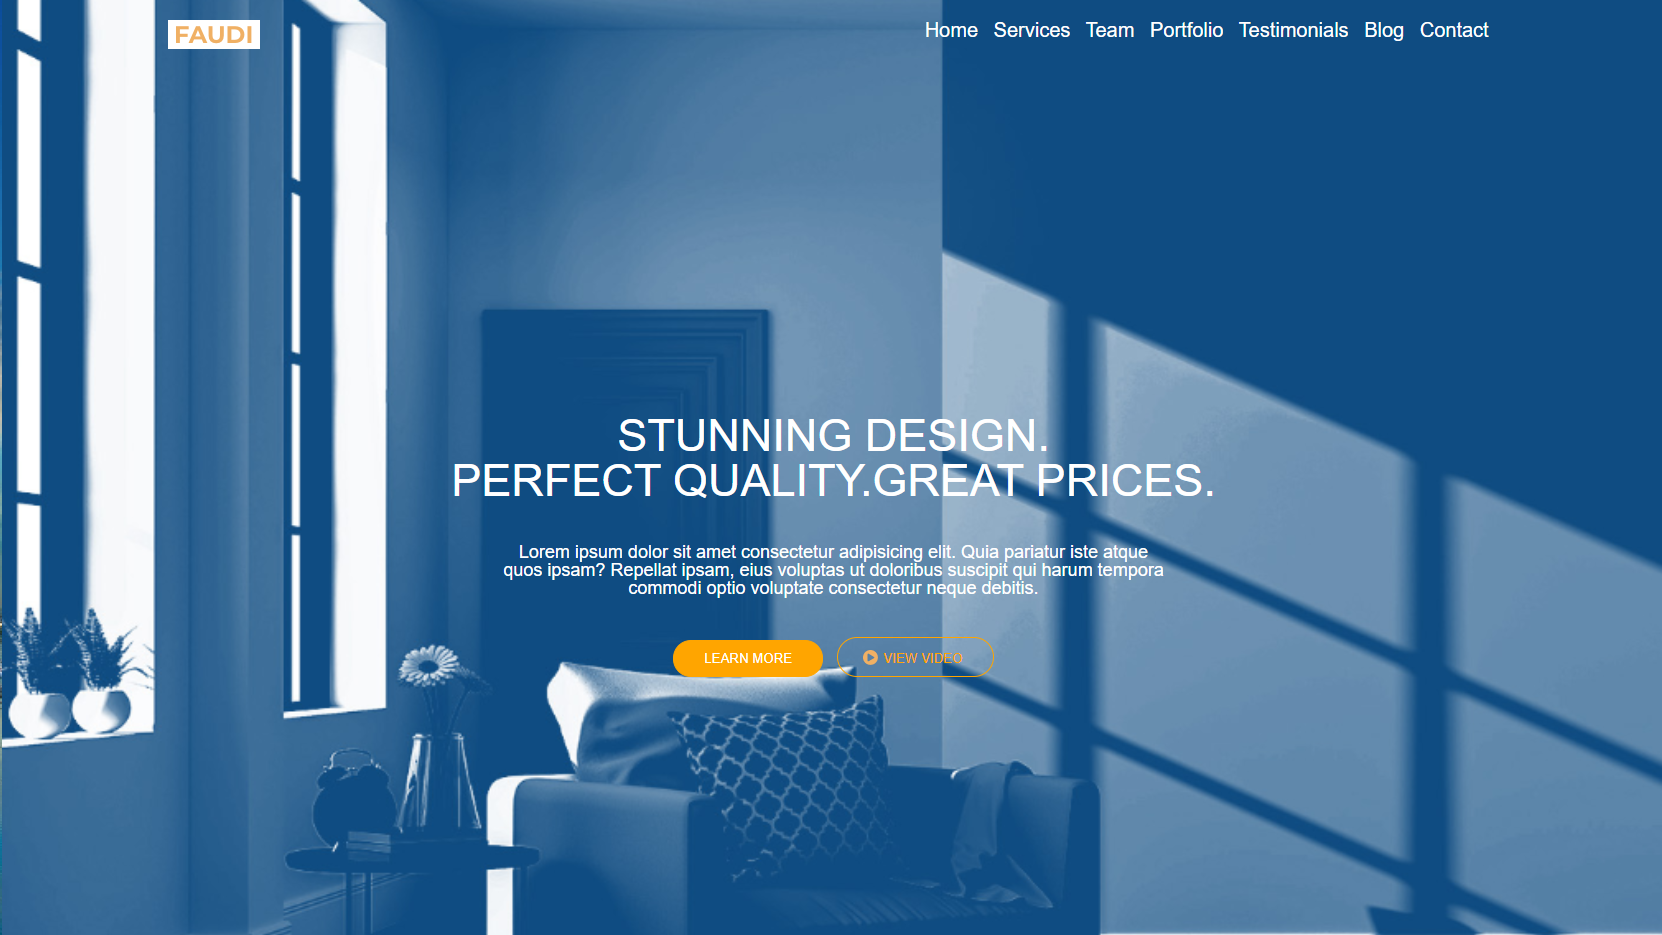 FAUDI
Home Services Team Portfolio Testimonials Blog Contact
STUNNING DESIGN.
PERFECT QUALITY.GREAT PRICES.
Lorem ipsum dolor sit amet consectetur adipisicing elit. Quia pariatur iste atque
quos ipsam? Repellat ipsam, eius voluptas ut doloribus suscipit qui harum tempora
commodi optio voluptate consectetur neque debitis.
LEARN MORE VIEW VIDEO